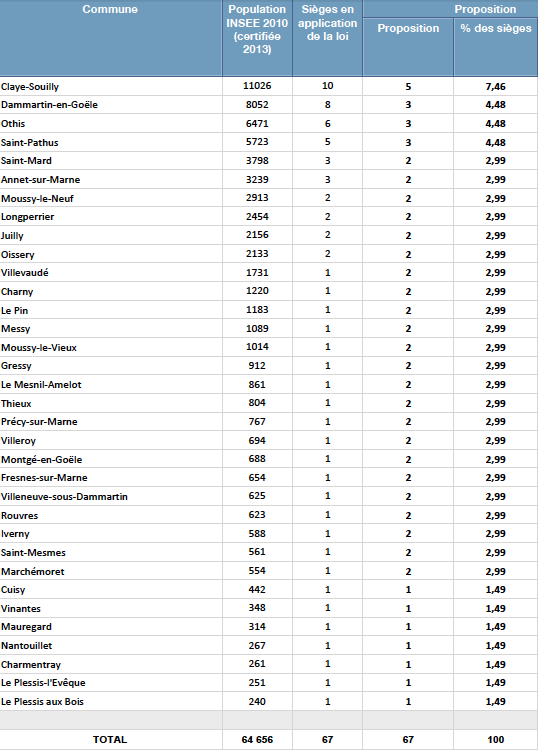 Commune Population INSEE 2010 (certifiée 2013) Sièges en application de la loi Proposition
Proposition % des sièges
Claye-Souilly 11026 10 5 7,46
Dammartin-en-Goële 8052 8 3 4,48
Othis 6471 6 3 4,48
Saint-Pathus 5723 5 3 4,48
Saint-Mard 3798 3 2 2,99
Annet-sur-Marne 3239 3 2 2,99
Moussy-le-Neuf 2913 2 2 2,99
Longperrier 2454 2 2 2,99
Juilly 2156 2 2 2,99
Oissery 2133 2 2 2,99
Villevaudé 1731 1 2 2,99
Charny 1220 1 2 2,99
Le Pin 1183 1 2 2,99
Messy 1089 1 2 2,99
Moussy-le-Vieux 1014 1 2 2,99
Gressy 912 1 2 2,99
Le Mesnil-Amelot 861 1 2 2,99
Thieux 804 1 2 2,99
Précy-sur-Marne 767 1 2 2,99
Villeroy 694 1 2 2,99
Montgé-en-Goële 688 1 2 2,99
Fresnes-sur-Marne 654 1 2 2,99
Villeneuve-sous-Dammartin 625 1 2 2,99
Rouvres 623 1 2 2,99
Iverny 588 1 2 2,99
Saint-Mesmes 561 1 2 2,99
Marchémoret 554 1 2 2,99
Cuisy 442 1 1 1,49
Vinantes 348 1 1 1,49
Mauregard 314 1 1 1,49
Nantouillet 267 1 1 1,49
Charmentray 261 1 1 1,49
Le Plessis-l'Evêque 251 1 1 1,49
Le Plessis aux Bois 240 1 1 1,49
TOTAL 64 656 67 67 100